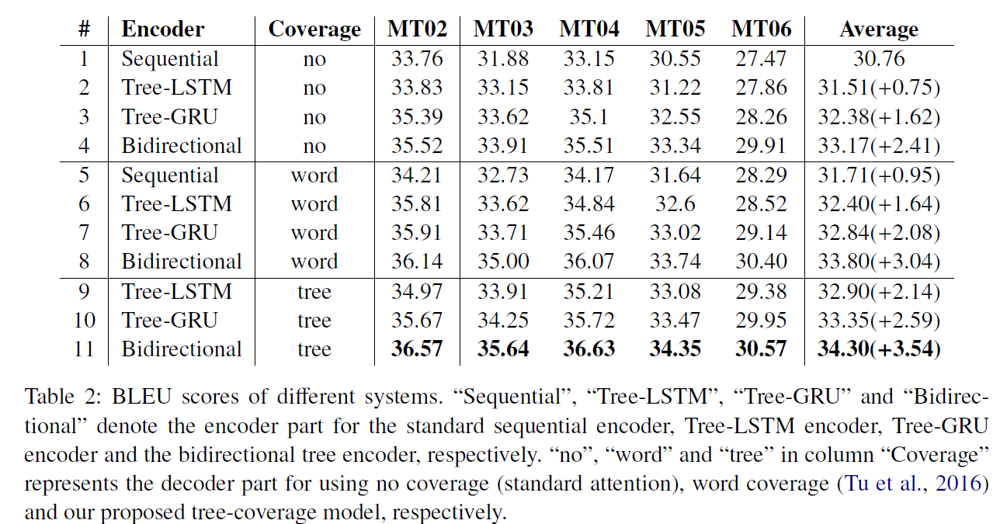 # Encoder Coverage MT02 MT03 MT04 MT05 MT06 Average
1 Sequential no 33.76 31.88 33.15 30.55 27.47 30.76
2 Tree-LSTM no 33.83 33.15 33.81 31.22 27.86 31.51(+0.75)
3 Tree-GRU no 35.39 33.62 35.1 32.55 28.26 32.38(+1.62)
4 Bidirectional no 35.52 33.91 35.51 33.34 29.91 33.17(+2.41)
5 Sequential word 34.21 32.73 34.17 31.64 28.29 31.71(+0.95)
6 Tree-LSTM word 35.81 33.62 34.84 32.6 28.52 32.40(+1.64)
7 Tree-GRU word 35.91 33.71 35.46 33.02 29.14 32.84(+2.08)
8 Bidirectional word 36.14 35.00 36.07 33.74 30.40 33.80(+3.04)
9 Tree-LSTM tree 34.97 33.91 35.21 33.08 29.38 32.90(+2.14)
10 Tree-GRU tree 35.67 34.25 35.72 33.47 29.95 33.35(+2.59)
11 Bidirectional tree 36.57 35.64 36.63 34.35 30.57 34.30(+3.54)
Table 2: BLEU scores of different systems. “Sequential”, “Tree-LSTM”, “Tree-GRU” and “Bidirec-
tional” denote the encoder part for the standard sequential encoder, Tree-LSTM encoder, Tree-GRU
encoder and the bidirectional tree encoder, respectively. “no”, “word” and “tree” in column “Coverage”
represents the decoder part for using no coverage (standard attention), word coverage (Tu et al., 2016)
and our proposed tree-coverage model, respectively.